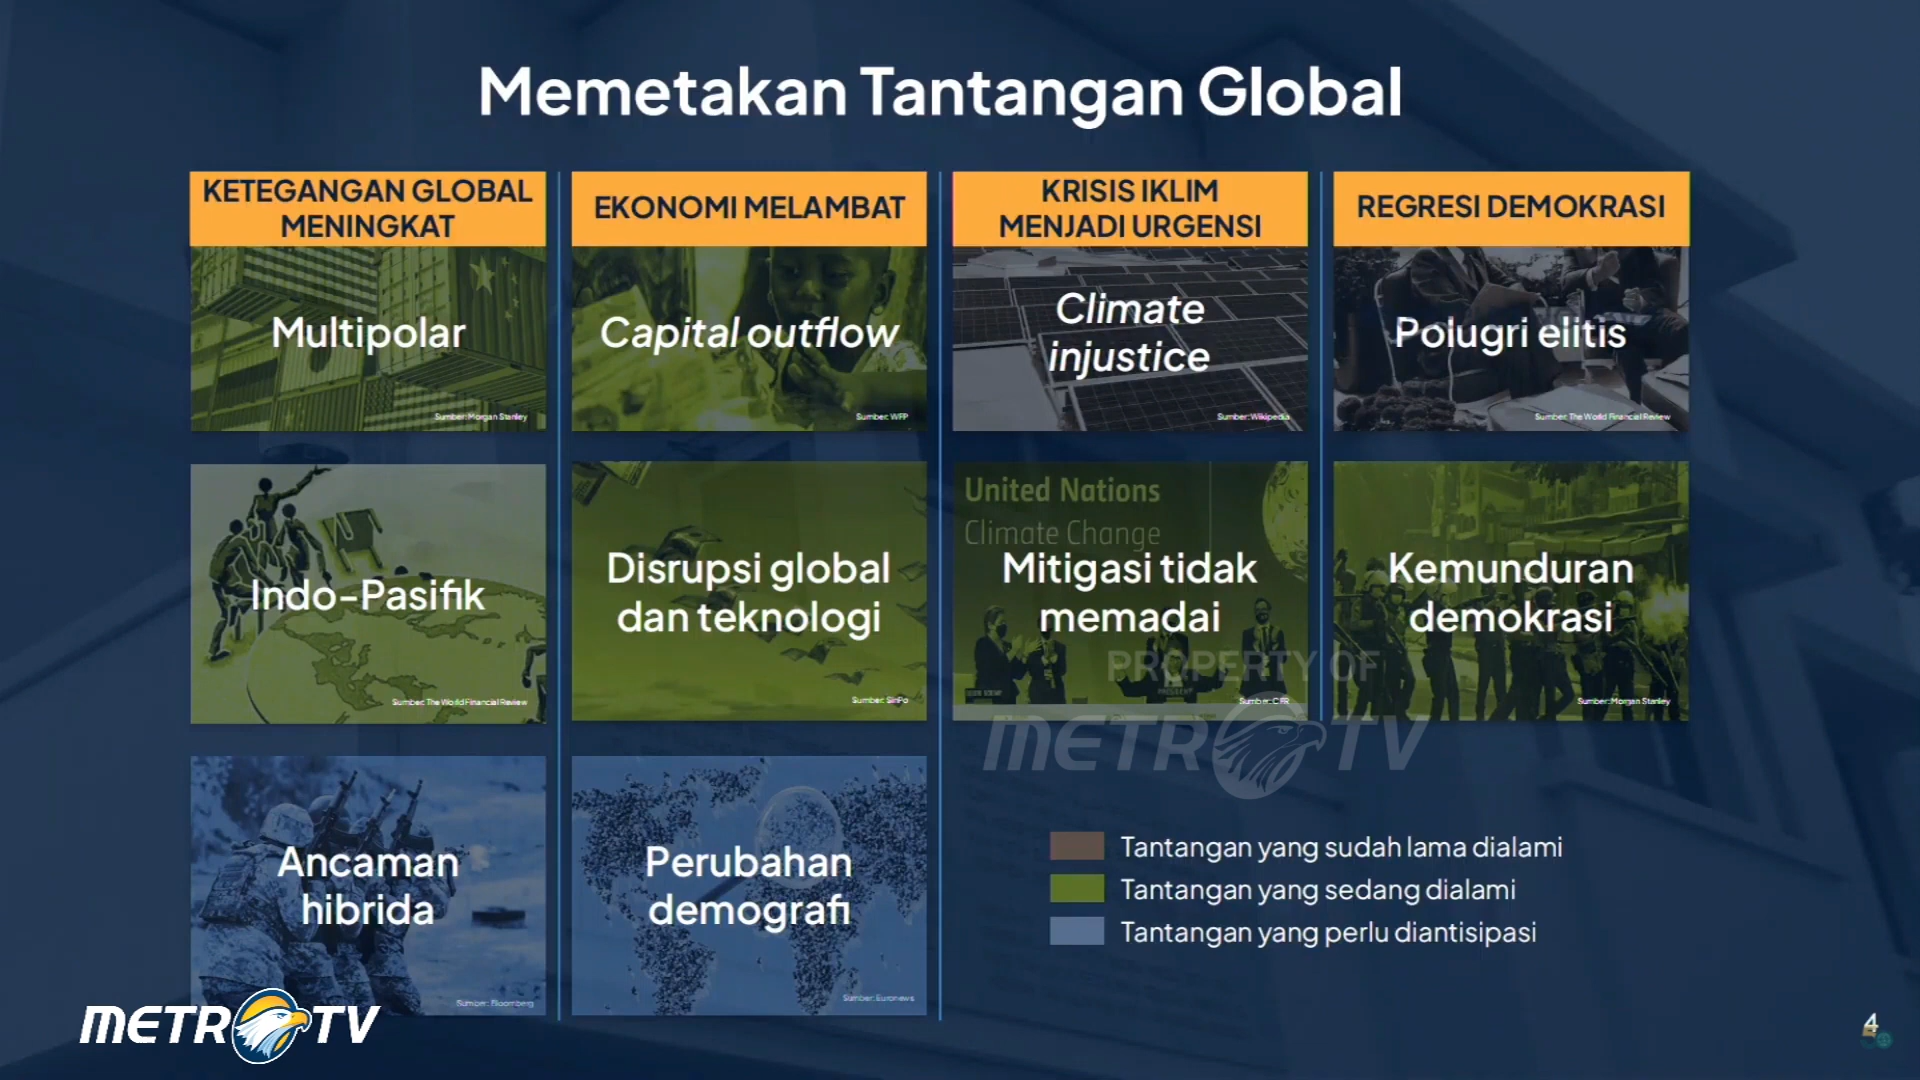 Memetakan Tantangan Global
KETEGANGAN GLOBAL
MENINGKAT
Multipolar
Sumber: Morgan Stanley
Indo-Pasifik
Sumber: The World Financial Review
Ancaman
hibrida
Sumber: Bloomberg
EKONOMI MELAMBAT
Capital outflow
Sumber: WFP
Disrupsi global
dan teknologi
Sumber: SinPo
Perubahan
demografi
Sumber: Euronews
KRISIS IKLIM
MENJADI URGENSI
Climate
injustice
Sumber: Wikipedia
United Nations
Climate Change
Mitigasi tidak
memadai
PRESIDENT
Sumber: CFR
REGRESI DEMOKRASI
Polugri elitis
Sumber: The World Financial Review
Kemunduran
demokrasi
Sumber: Morgan Stanley
PROPERTY OF
METRO TV
Tantangan yang sudah lama dialami
Tantangan yang sedang dialami
Tantangan yang perlu diantisipasi
METRO TV
4